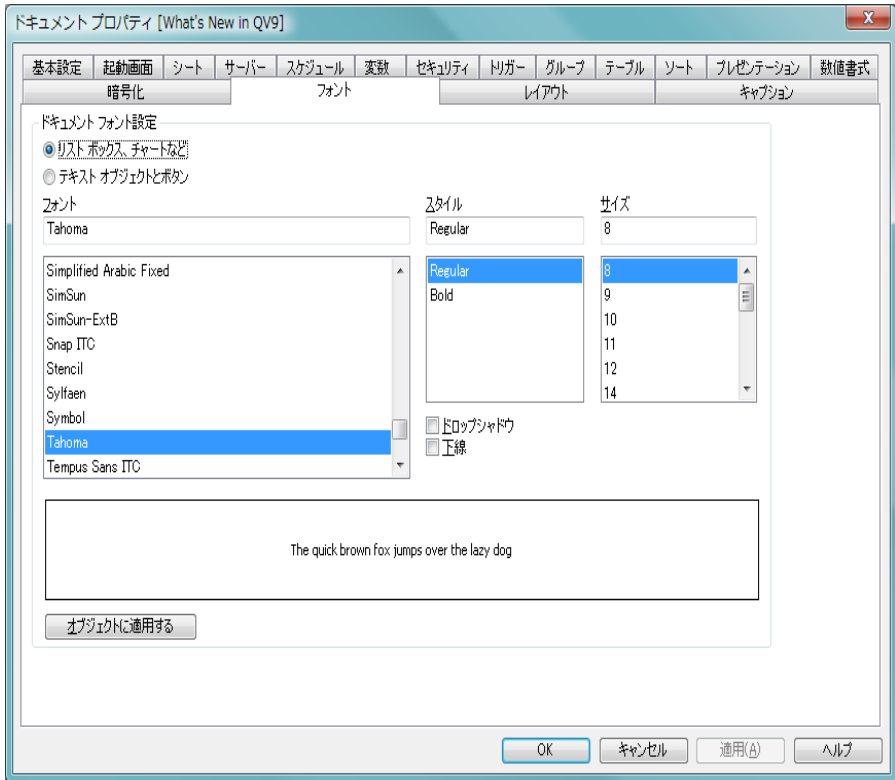 ドキュメント プロパティ [What's New in QV9]
X
基本設定 起動画面 シート サーバー スケジュール 変数 セキュリティ トリガー グループ テーブル ソート プレゼンテーション 数値書式
暗号化 フォント レイアウト キャプション
ドキュメント フォント設定
リスト ボックス、チャートなど
テキスト オブジェクトとボタン
フォント スタイル サイズ
Tahoma Regular 8
Simplified Arabic Fixed Regular 8
SimSun Bold 9
SimSun-ExtB 10
Snap ITC 11
Stencil 12
Sylfaen 14
Symbol ドロップシャドウ
Tahoma 下線
Tempus Sans ITC
The quick brown fox jumps over the lazy dog
オブジェクトに適用する
OK キャンセル 適用(A) ヘルプ